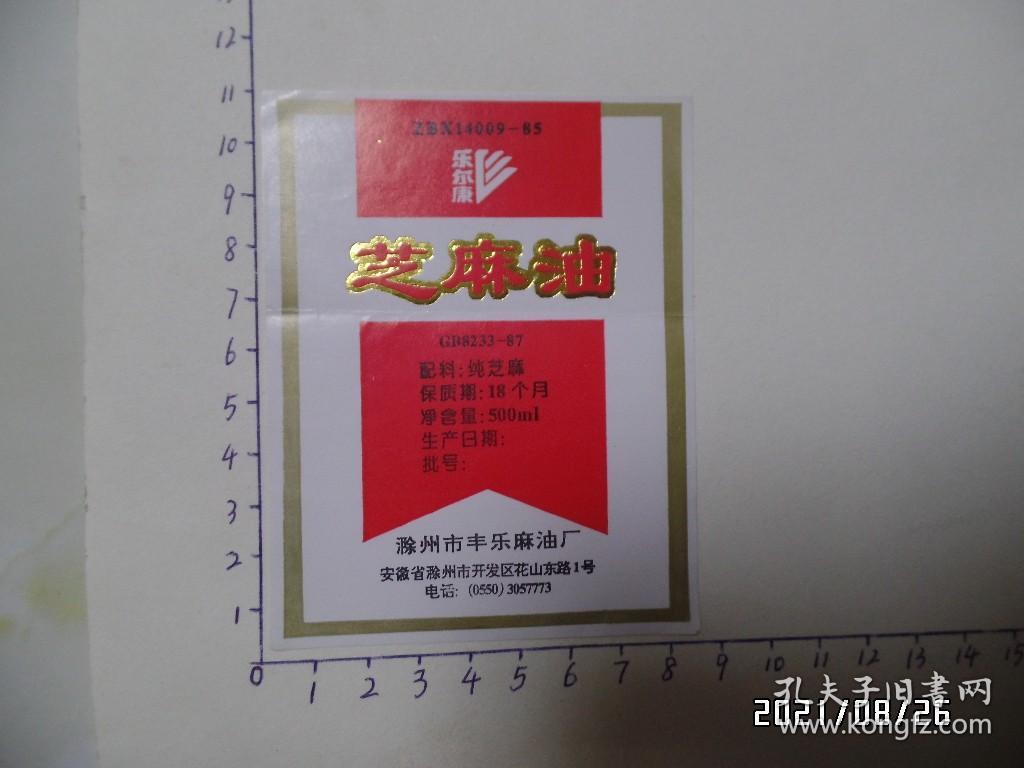 12
11
10
9
8
7
6
5
4
3
2
1
0
1 2 3 4 5 6 7 8 9 10 11 12 13 14 15
ZBX14009-85
乐尔康
芝麻油
GB8233-87
配料:纯芝麻
保质期:18个月
净含量:500ml
生产日期:
批号:
滁州市丰乐麻油厂
安徽省滁州市开发区花山东路1号
电话:(0550)3057773
孔夫子旧書网
2021/08/26
www.kongfz.com